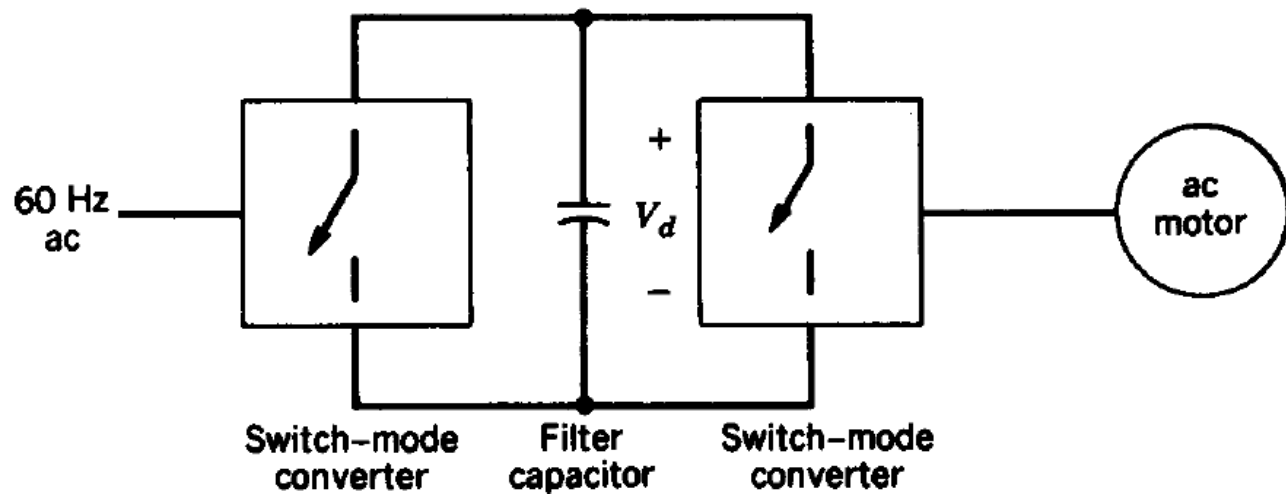 60 Hz
ac
+
V_d
−
ac
motor
Switch-mode
converter
Filter
capacitor
Switch-mode
converter